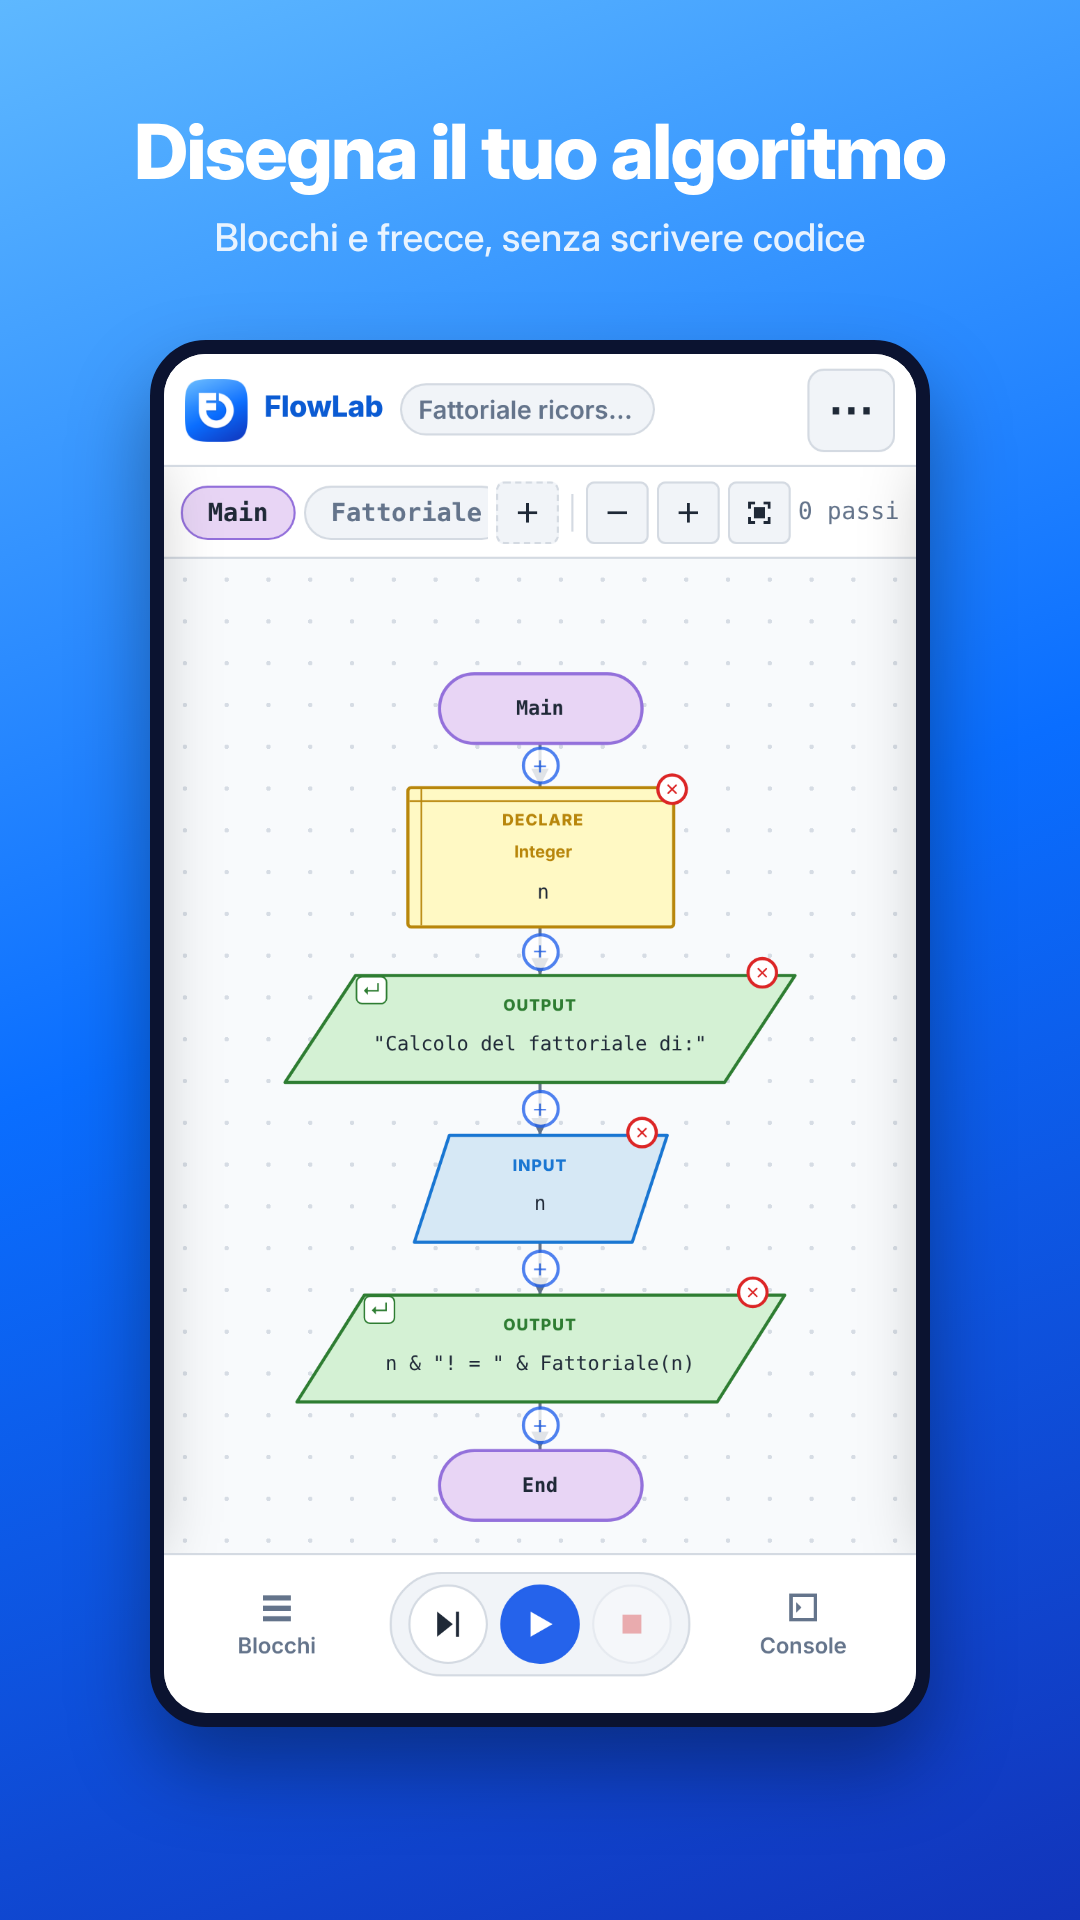 Disegna il tuo algoritmo
Blocchi e frecce, senza scrivere codice
FlowLab
Fattoriale ricors...
Main
Fattoriale
0 passi
Main
DECLARE
Integer
n
OUTPUT
"Calcolo del fattoriale di:"
INPUT
n
OUTPUT
n & "! = " & Fattoriale(n)
End
Blocchi
Console